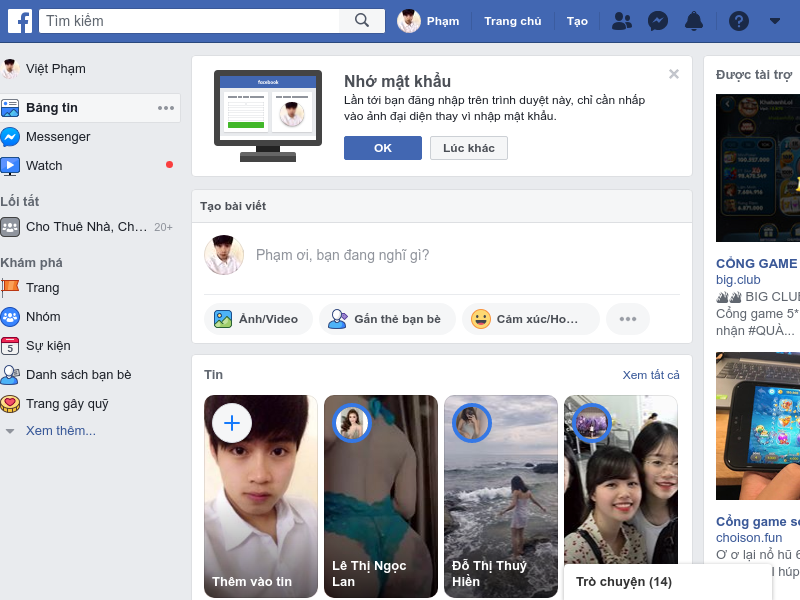 Tìm kiếm
Phạm
Trang chủ
Tạo
Việt Phạm
Bảng tin
Messenger
Watch
Lối tắt
Cho Thuê Nhà, Ch...
20+
Khám phá
Trang
Nhóm
5
Sự kiện
Danh sách bạn bè
Trang gây quỹ
Xem thêm...
facebook
Nhớ mật khẩu
Lần tới bạn đăng nhập trên trình duyệt này, chỉ cần nhấp
vào ảnh đại diện thay vì nhập mật khẩu.
OK
Lúc khác
Tạo bài viết
Phạm ơi, bạn đang nghĩ gì?
Ảnh/Video
Gắn thẻ bạn bè
Cảm xúc/Ho...
Tin
Xem tất cả
Thêm vào tin
Lê Thị Ngọc
Lan
Đỗ Thị Thuý
Hiền
Trò chuyện (14)
Được tài trợ
CỔNG GAME
big.club
BIG CLUB
Cổng game 5*
nhận #QUÀ...
Cổng game s
choison.fun
Ơ ơ lại nổ hũ 6
I húp